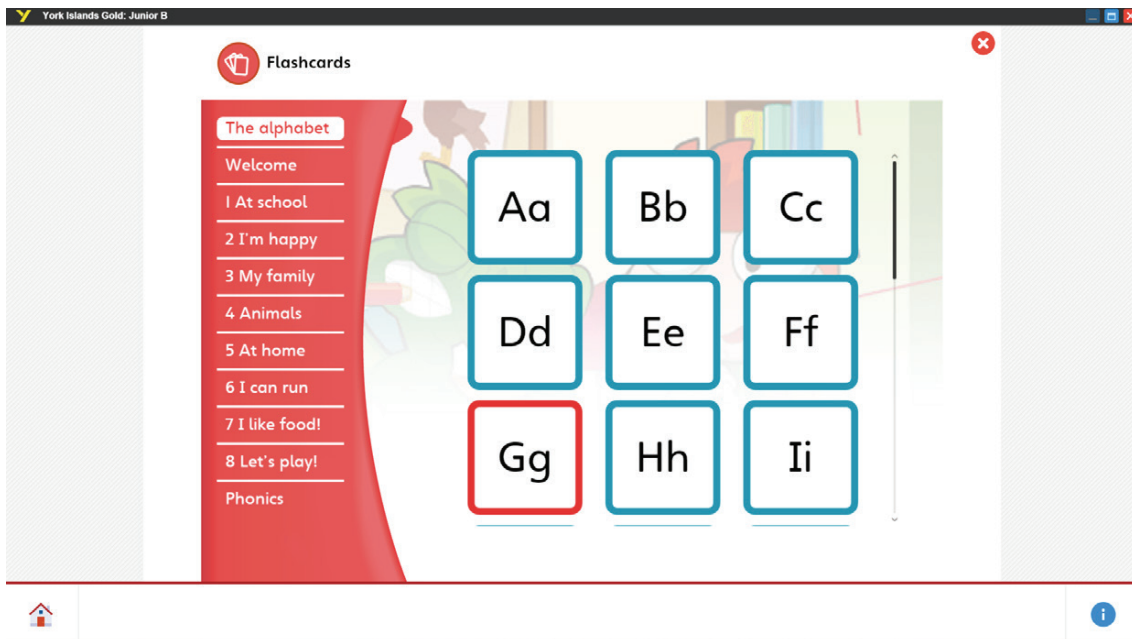 York Islands Gold: Junior B
Flashcards
The alphabet
Welcome
1 At school
2 I'm happy
3 My family
4 Animals
5 At home
6 I can run
7 I like food!
8 Let's play!
Phonics
Aa Bb Cc
Dd Ee Ff
Gg Hh Ii